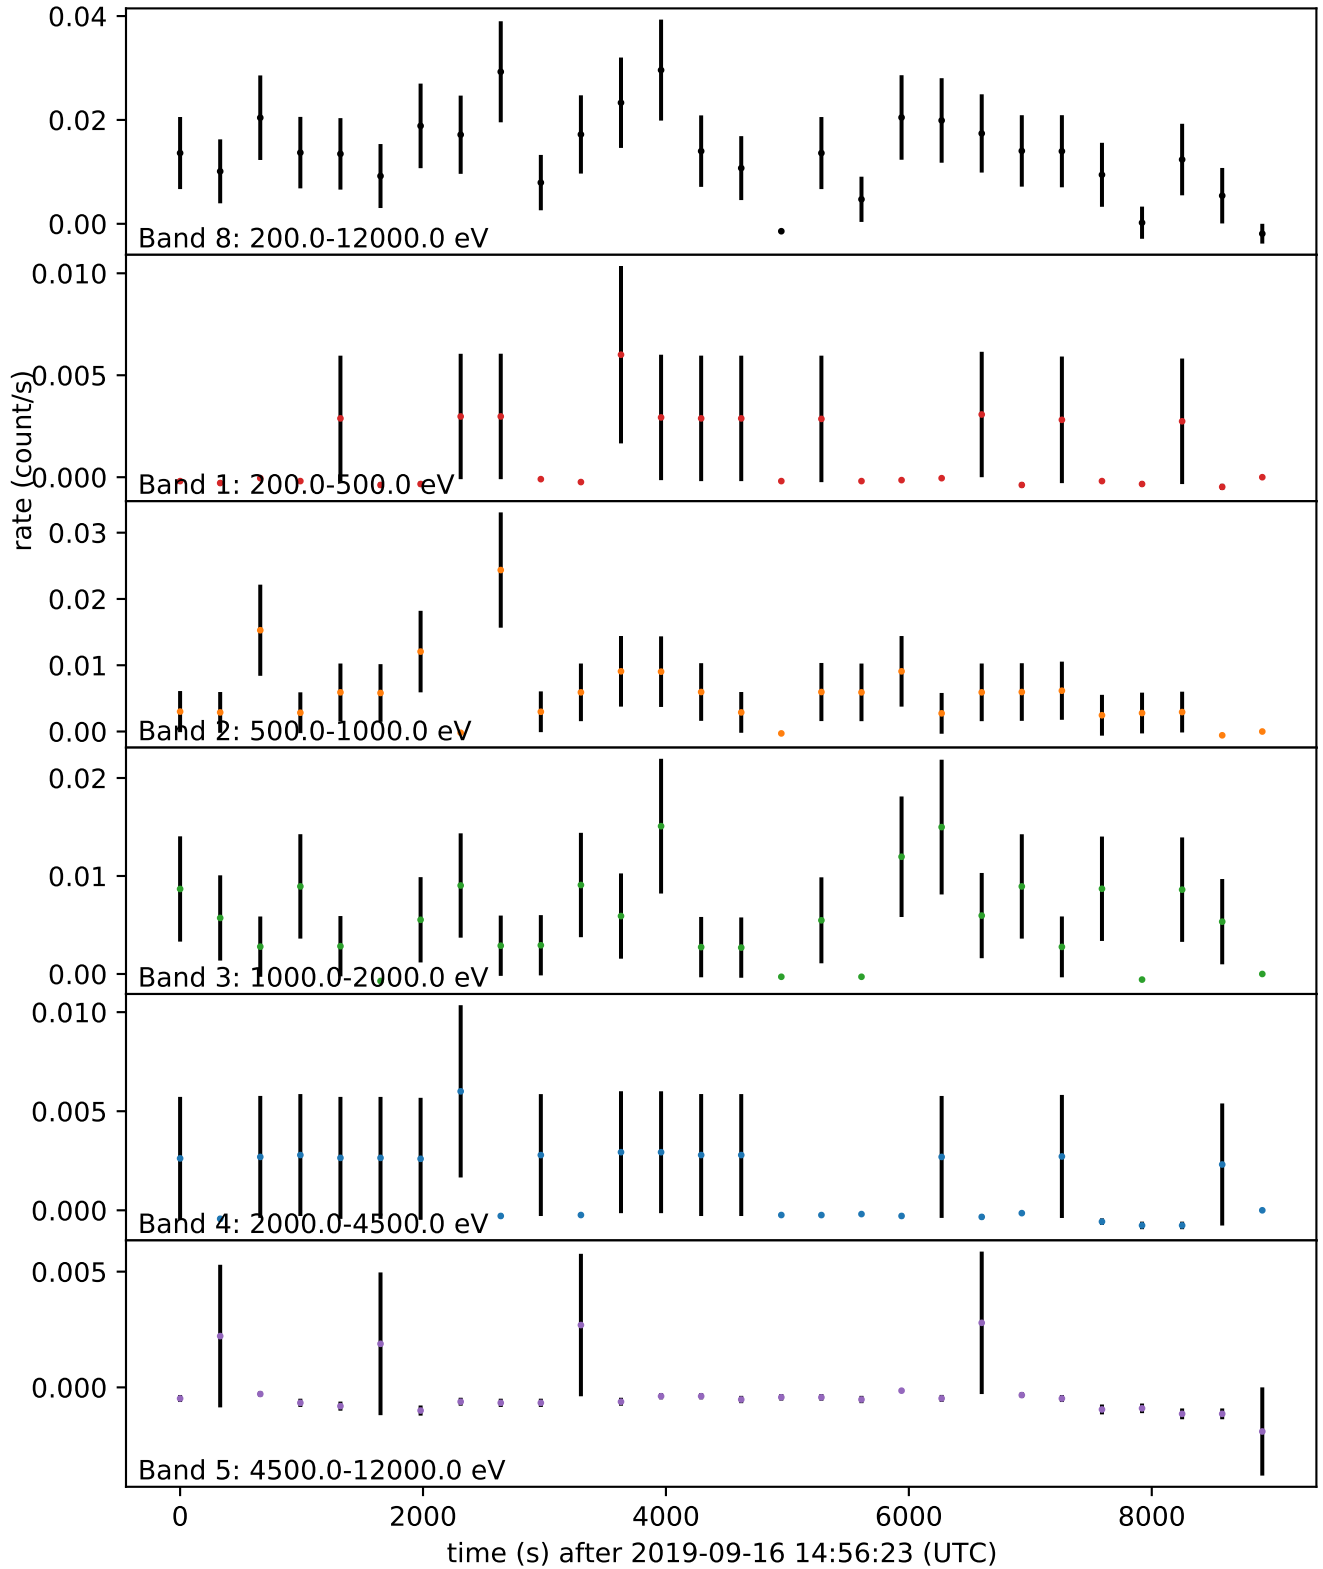 0.04
0.02
0.00
Band 8: 200.0-12000.0 eV
0.010
0.005
0.000
Band 1: 200.0-500.0 eV
rate (count/s)
0.03
0.02
0.01
0.00
Band 2: 500.0-1000.0 eV
0.02
0.01
0.00
Band 3: 1000.0-2000.0 eV
0.010
0.005
0.000
Band 4: 2000.0-4500.0 eV
0.005
0.000
Band 5: 4500.0-12000.0 eV
0 2000 4000 6000 8000
time (s) after 2019-09-16 14:56:23 (UTC)